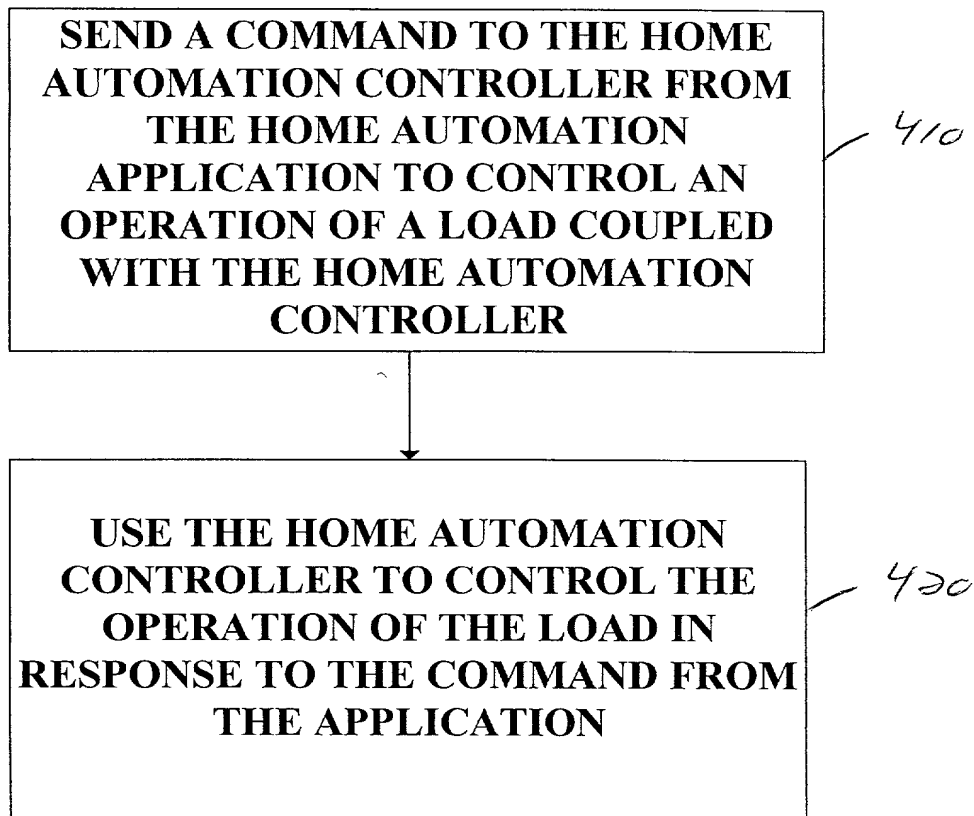 SEND A COMMAND TO THE HOME
AUTOMATION CONTROLLER FROM
THE HOME AUTOMATION
APPLICATION TO CONTROL AN
OPERATION OF A LOAD COUPLED
WITH THE HOME AUTOMATION
CONTROLLER
410
USE THE HOME AUTOMATION
CONTROLLER TO CONTROL THE
OPERATION OF THE LOAD IN
RESPONSE TO THE COMMAND FROM
THE APPLICATION
420